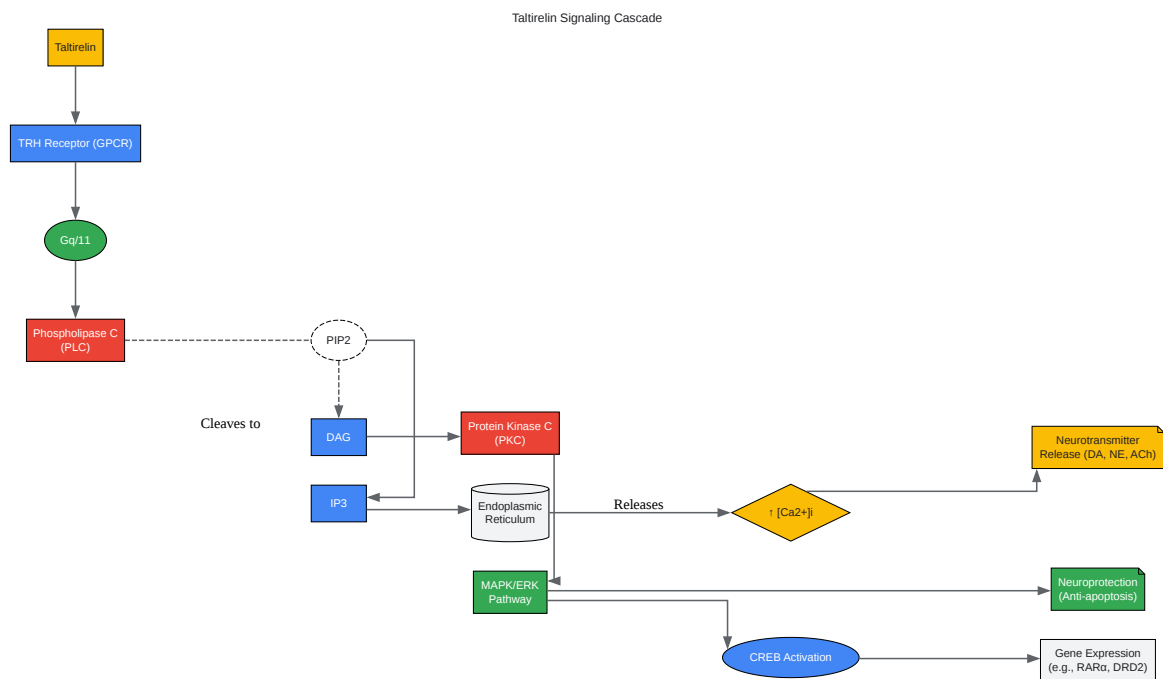 Taltirelin Signaling Cascade
Taltirelin
TRH Receptor (GPCR)
Gq/11
Phospholipase C
(PLC)
PIP2
Cleaves to
DAG
Protein Kinase C
(PKC)
Neurotransmitter
Release (DA, NE, ACh)
IP3
Endoplasmic
Reticulum
Releases
↑ [Ca2+]i
MAPK/ERK
Pathway
Neuroprotection
(Anti-apoptosis)
CREB Activation
Gene Expression
(e.g., RARα, DRD2)